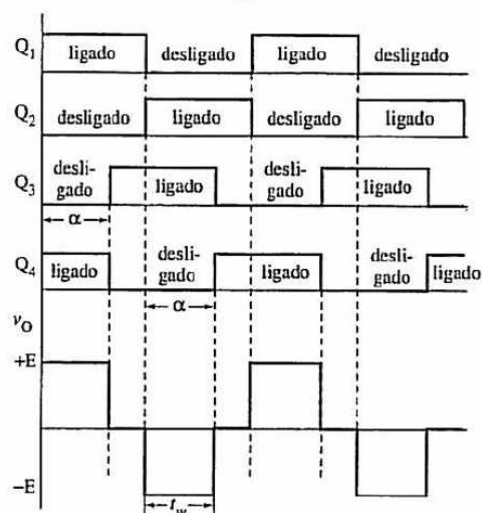 Q1 ligado desligado ligado desligado
Q2 desligado ligado desligado ligado
Q3 desli-gado ligado desli-gado ligado
α
Q4 ligado desli-gado ligado desli-gado ligado
α
vO
+E
−E
tw